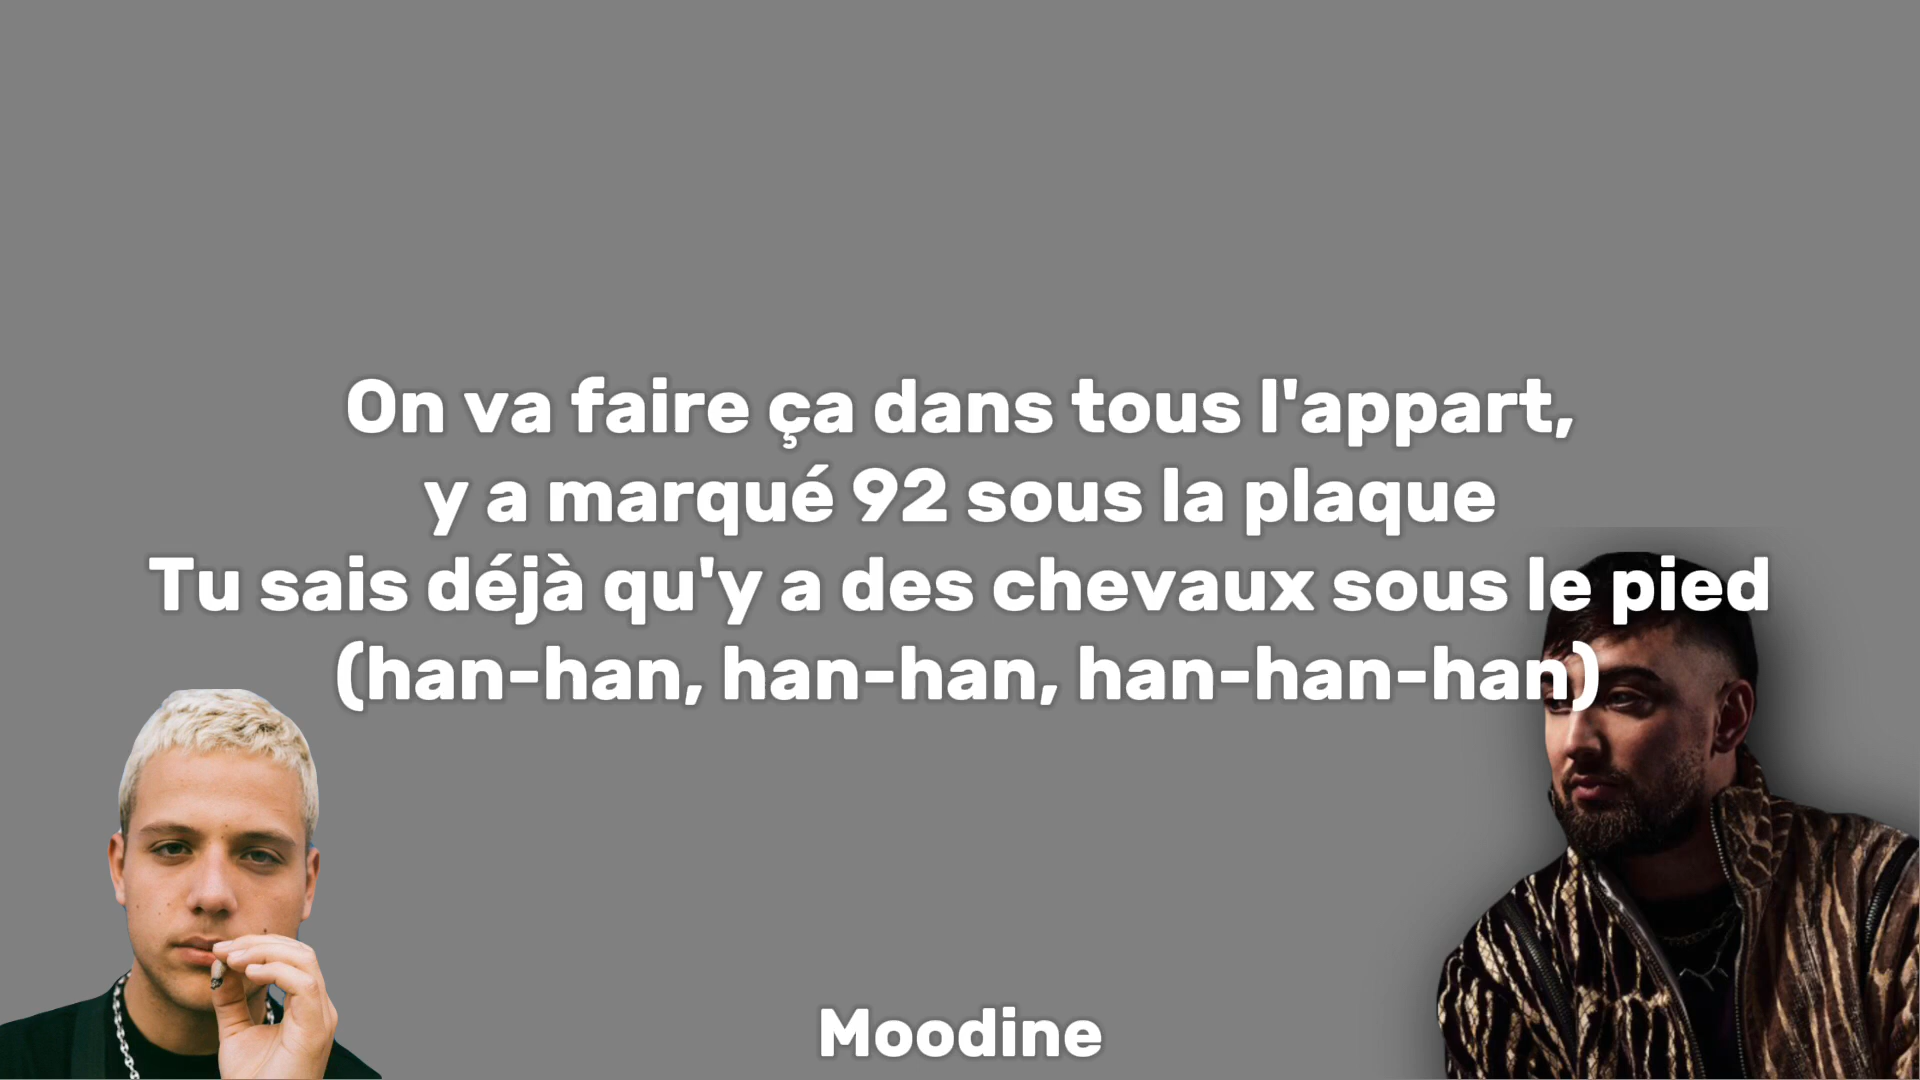 On va faire ça dans tous l'appart,
y a marqué 92 sous la plaque
Tu sais déjà qu'y a des chevaux sous le pied
(han-han, han-han, han-han-han)
Moodine